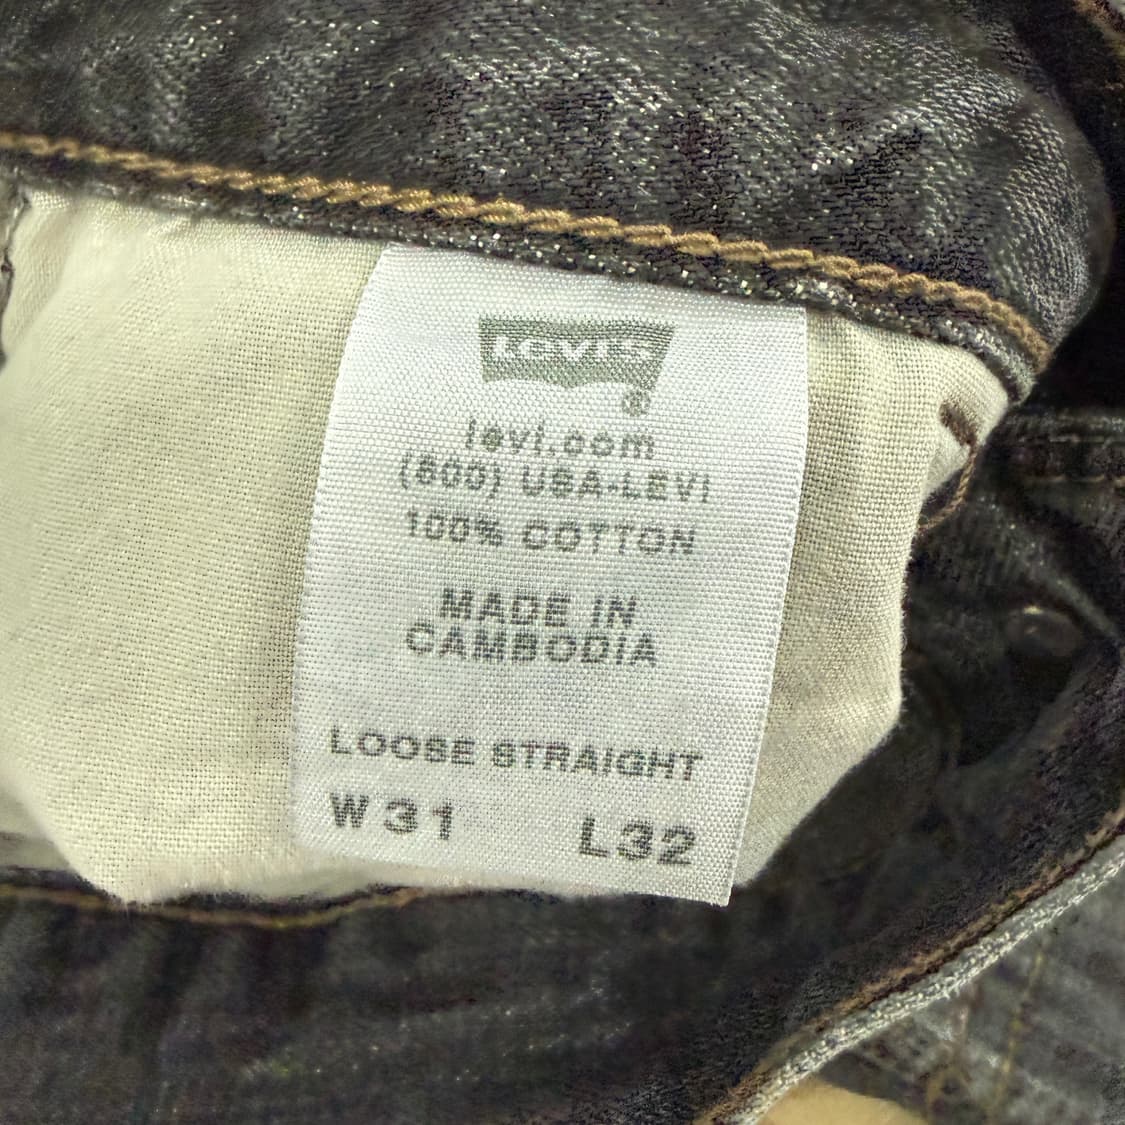 LEVI'S
®
levi.com
(800) USA-LEVI
100% COTTON
MADE IN
CAMBODIA
LOOSE STRAIGHT
W31 L32